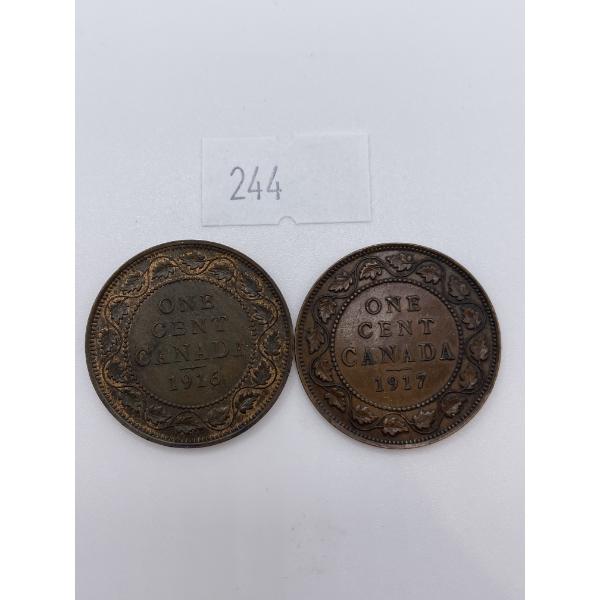 244
ONE
CENT
CANADA
1916
ONE
CENT
CANADA
1917